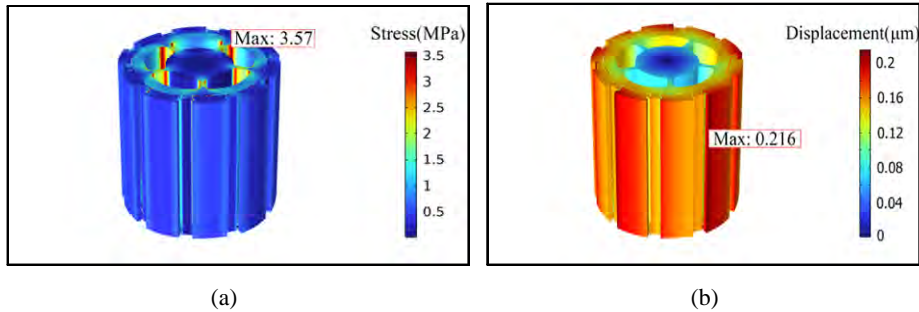 Max: 3.57
Stress(MPa)
3.5
3
2.5
2
1.5
1
0.5
(a)
Displacement(μm)
0.2
0.16
0.12
0.08
0.04
0
Max: 0.216
(b)